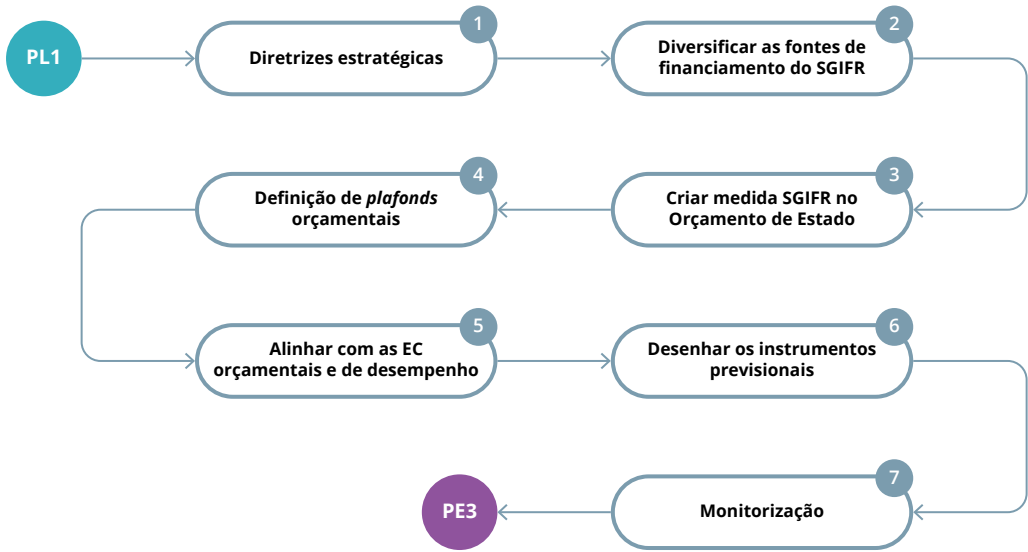 PL1
1
Diretrizes estratégicas
2
Diversificar as fontes de
financiamento do SGIFR
3
Criar medida SGIFR no
Orçamento de Estado
4
Definição de plafonds
orçamentais
5
Alinhar com as EC
orçamentais e de desempenho
6
Desenhar os instrumentos
previsionais
7
Monitorização
PE3